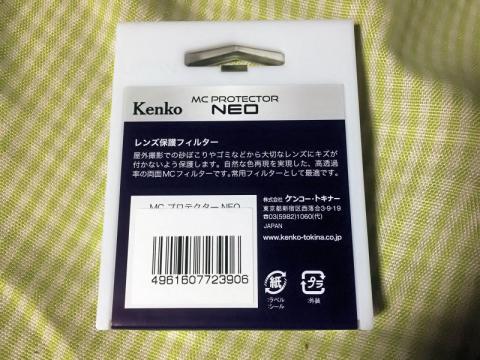 Kenko MC PROTECTOR NEO
レンズ保護フィルター
屋外撮影での砂ぼこりやゴミなどから大切なレンズにキズが
付かないよう保護します。自然な色再現を実現した、高透過
率の両面MCフィルターです。常用フィルターとして最適です。
株式会社 ケンコー・トキナー
東京都新宿区西落合3-9-19
☎03(5982)1060(代)
JAPAN
www.kenko-tokina.co.jp
MC プロテクター NEO
4961607723906
紙
:ラベル
シール
プラ
:外装